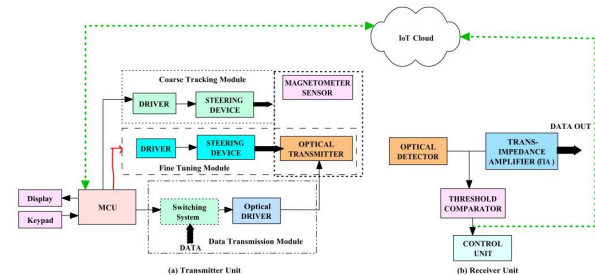 IoT Cloud
Coarse Tracking Module
MAGNETOMETER
SENSOR
DRIVER
STEERING
DEVICE
DRIVER
STEERING
DEVICE
OPTICAL
TRANSMITTER
Fine Tuning Module
Display
Keypad
MCU
Switching
System
Optical
DRIVER
DATA
Data Transmission Module
(a) Transmitter Unit
DATA OUT
OPTICAL
DETECTOR
TRANS-
IMPEDANCE
AMPLIFIER (TIA)
THRESHOLD
COMPARATOR
CONTROL
UNIT
(b) Receiver Unit